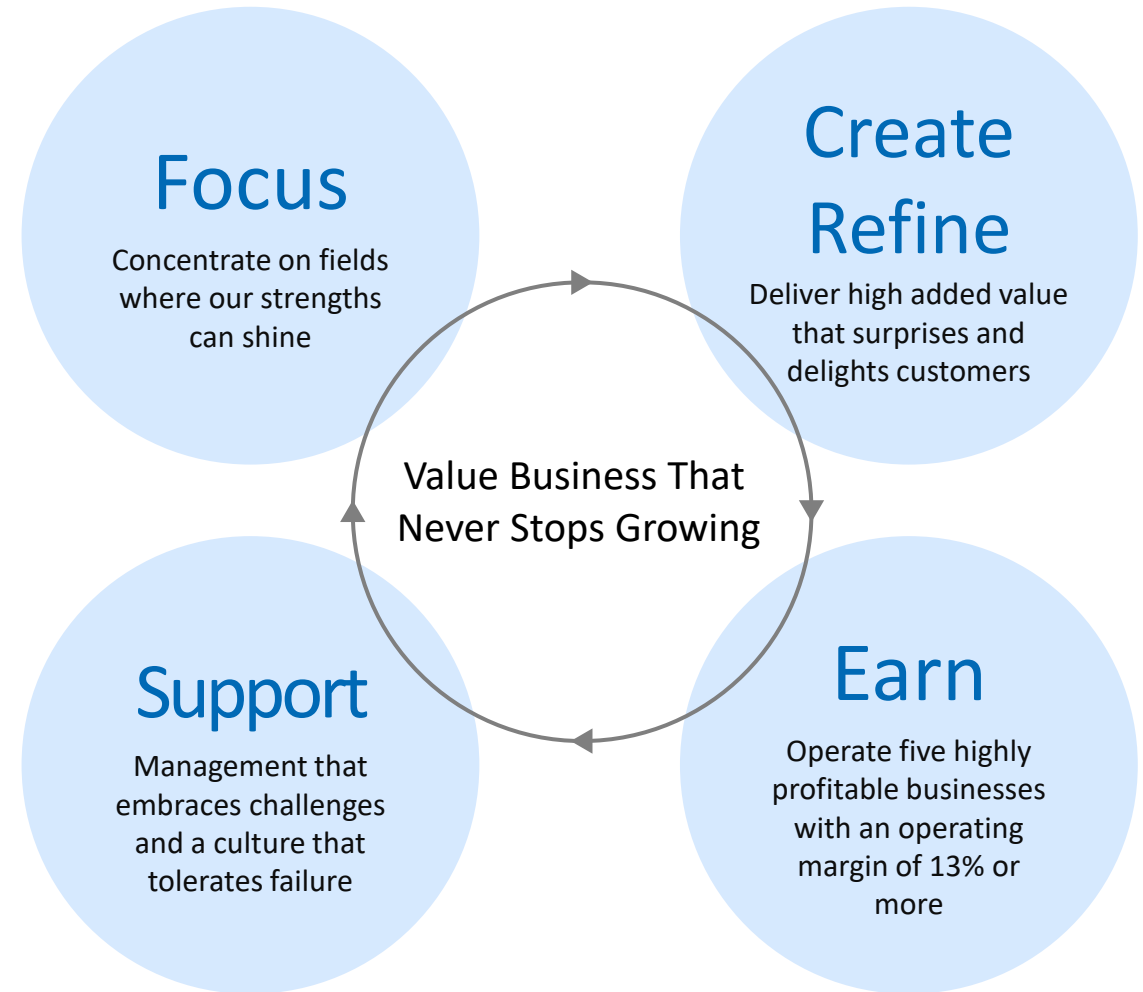 Focus
Concentrate on fields
where our strengths
can shine
Create
Refine
Deliver high added value
that surprises and
delights customers
Value Business That
Never Stops Growing
Support
Management that
embraces challenges
and a culture that
tolerates failure
Earn
Operate five highly
profitable businesses
with an operating
margin of 13% or
more